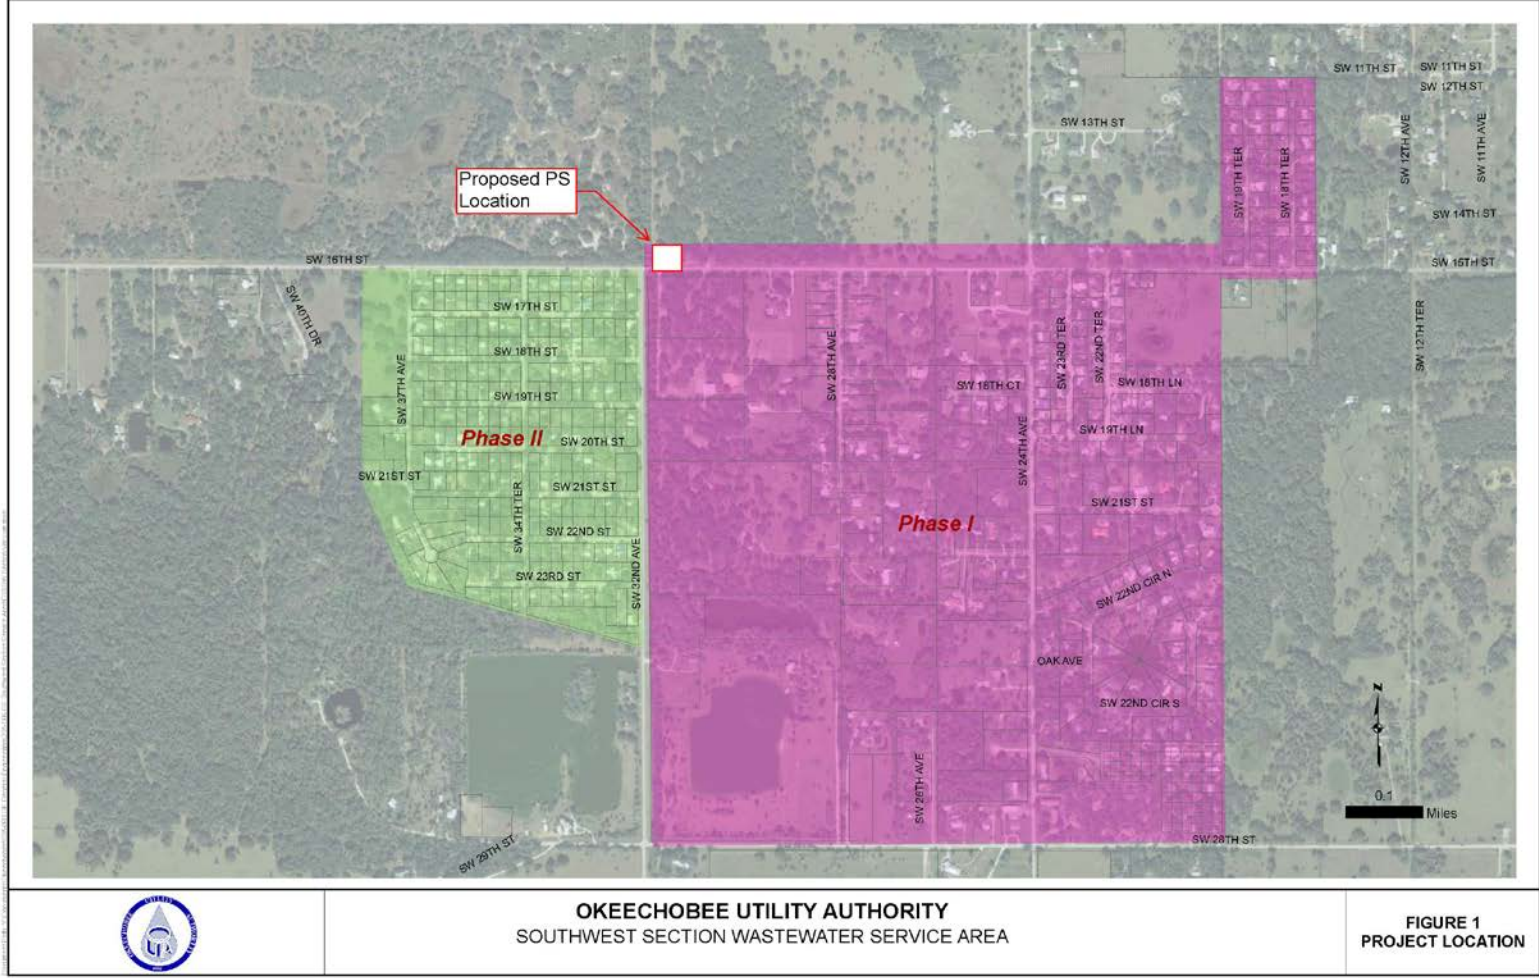 SW 11TH ST
SW 11TH ST
SW 12TH ST
SW 13TH ST
SW 12TH AVE
SW 11TH AVE
SW 19TH TER
SW 18TH TER
Proposed PS
Location
SW 14TH ST
SW 16TH ST
SW 15TH ST
SW 40TH DR
SW 17TH ST
SW 18TH ST
SW 37TH AVE
SW 19TH ST
Phase II
SW 20TH ST
SW 21ST ST
SW 21ST ST
SW 34TH TER
SW 22ND ST
SW 23RD ST
SW 32ND AVE
SW 28TH AVE
SW 23RD TER
SW 22ND TER
SW 12TH TER
SW 18TH CT
SW 18TH LN
SW 24TH AVE
SW 19TH LN
SW 21ST ST
Phase I
SW 22ND CIR N
OAK AVE
SW 22ND CIR S
SW 26TH AVE
N
0.1
Miles
SW 28TH ST
SW 29TH ST
OKEECHOBEE UTILITY AUTHORITY
SOUTHWEST SECTION WASTEWATER SERVICE AREA
FIGURE 1
PROJECT LOCATION